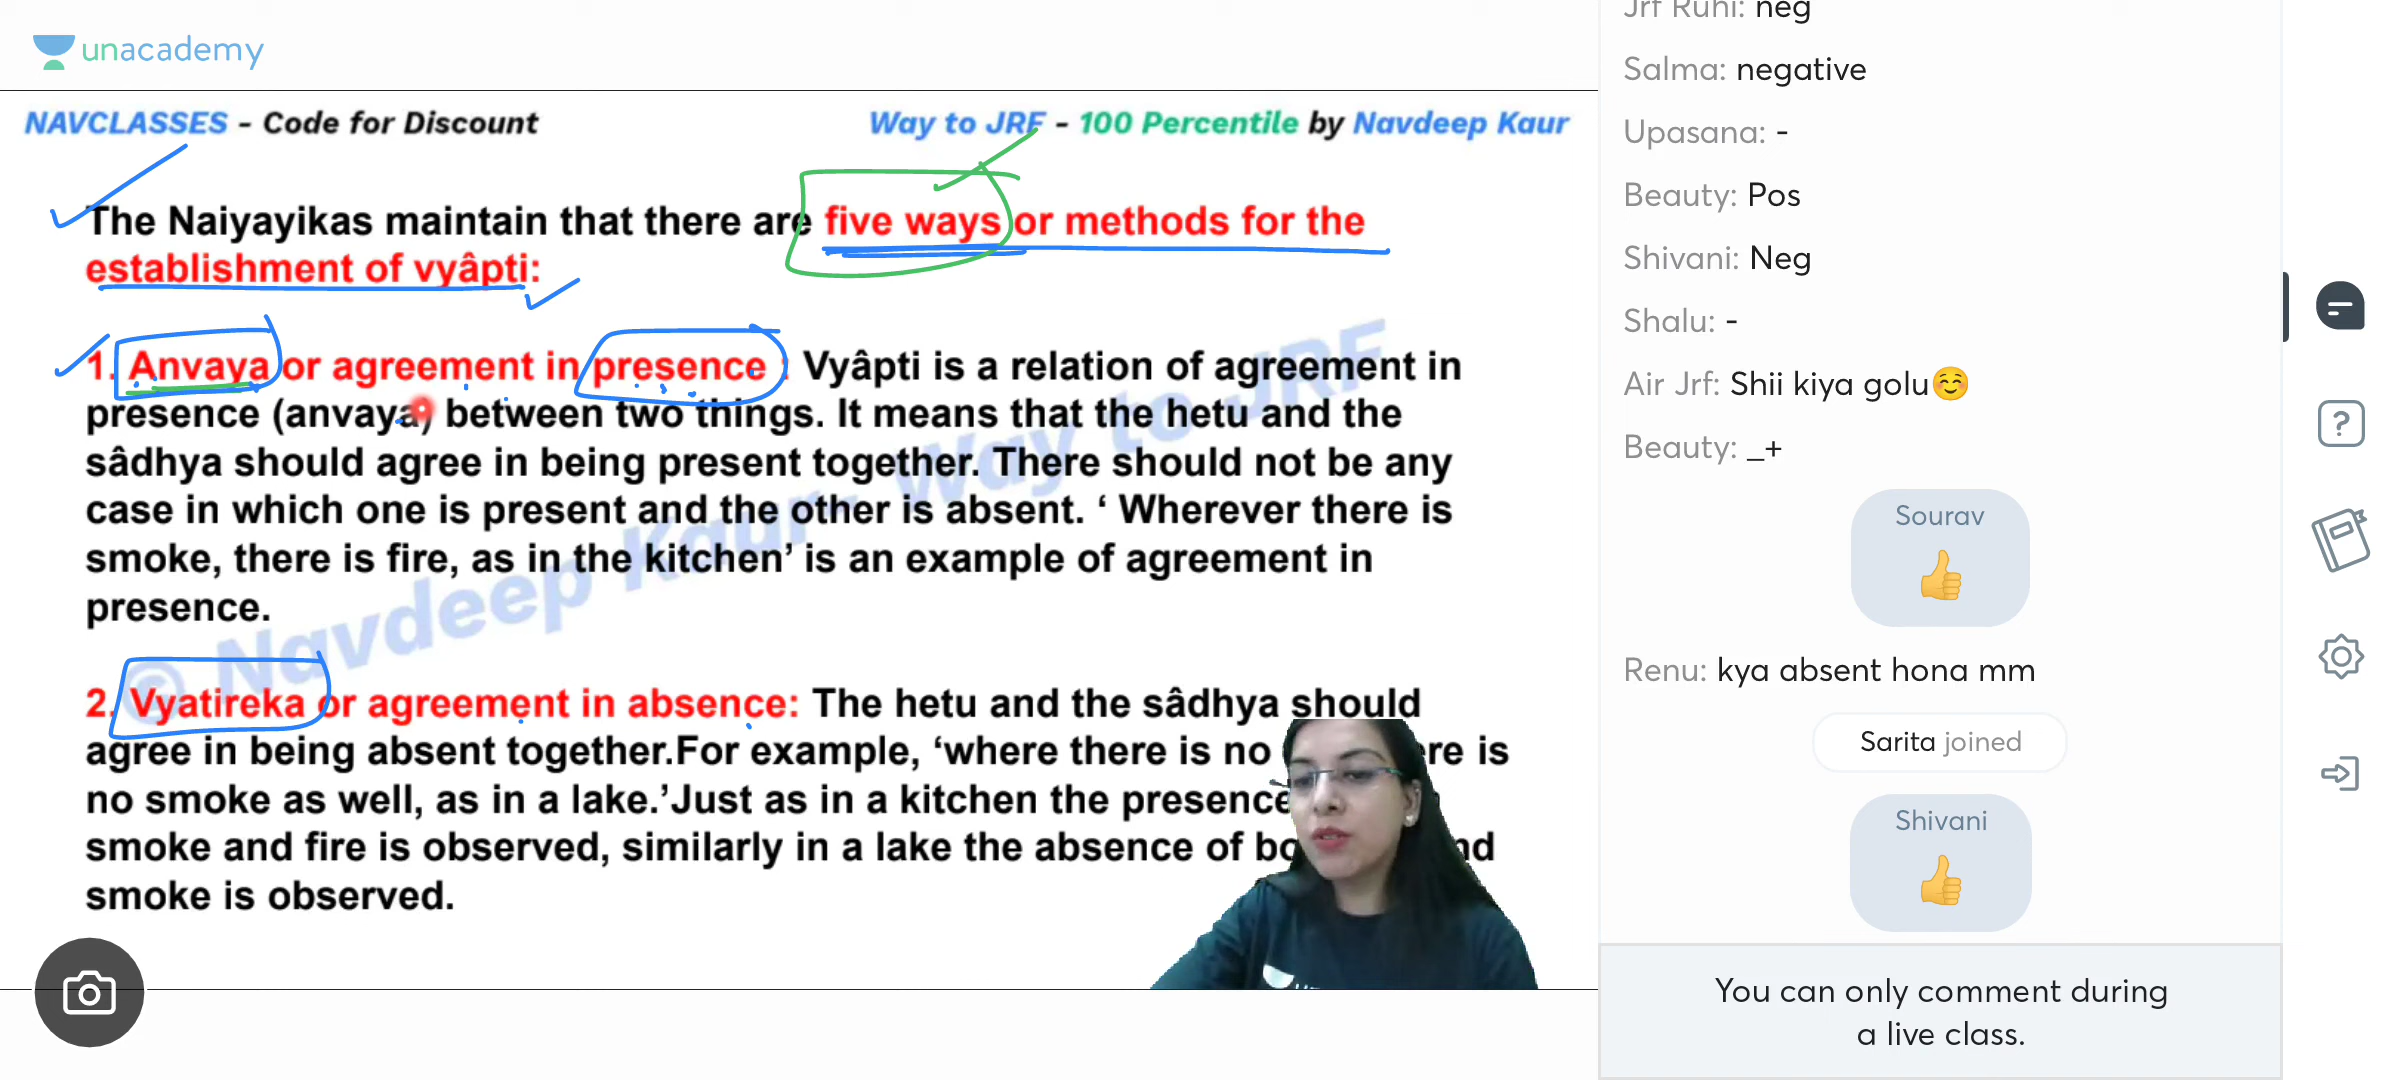 unacademy
NAVCLASSES - Code for Discount
Way to JRF - 100 Percentile by Navdeep Kaur
The Naiyayikas maintain that there are five ways or methods for the
establishment of vyâpti:
1. Anvaya or agreement in presence : Vyâpti is a relation of agreement in
presence (anvaya) between two things. It means that the hetu and the
sâdhya should agree in being present together. There should not be any
case in which one is present and the other is absent. ‘ Wherever there is
smoke, there is fire, as in the kitchen’ is an example of agreement in
presence.
2. Vyatireka or agreement in absence: The hetu and the sâdhya should
agree in being absent together.For example, ‘where there is no is
no smoke as well, as in a lake.’Just as in a kitchen the presence
smoke and fire is observed, similarly in a lake the absence of
smoke is observed.
© Navdeep Kaur- Way to JRF
Jrf Ruhi: neg
Salma: negative
Upasana: -
Beauty: Pos
Shivani: Neg
Shalu: -
Air Jrf: Shii kiya golu☺️
Beauty: _+
Sourav
👍
Renu: kya absent hona mm
Sarita joined
Shivani
👍
You can only comment during
a live class.